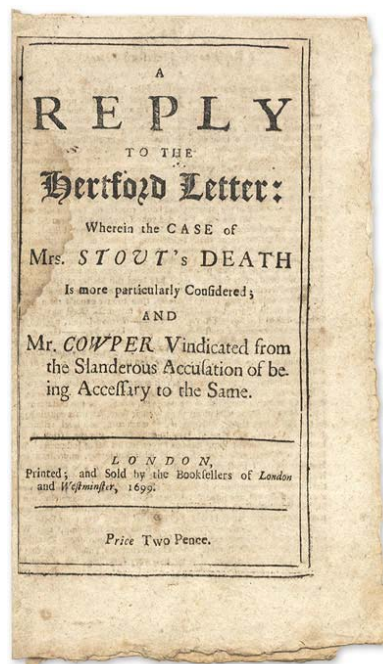 A
REPLY
TO THE
Hertford Letter:
Wherein the CASE of
Mrs. STOUT's DEATH
Is more particularly Conſidered;
AND
Mr. COWPER Vindicated from
the Slanderous Accuſation of be-
ing Acceſſary to the Same.
LONDON,
Printed; and Sold by the Bookſellers of London
and Weſtminſter, 1699.
Price Two Pence.